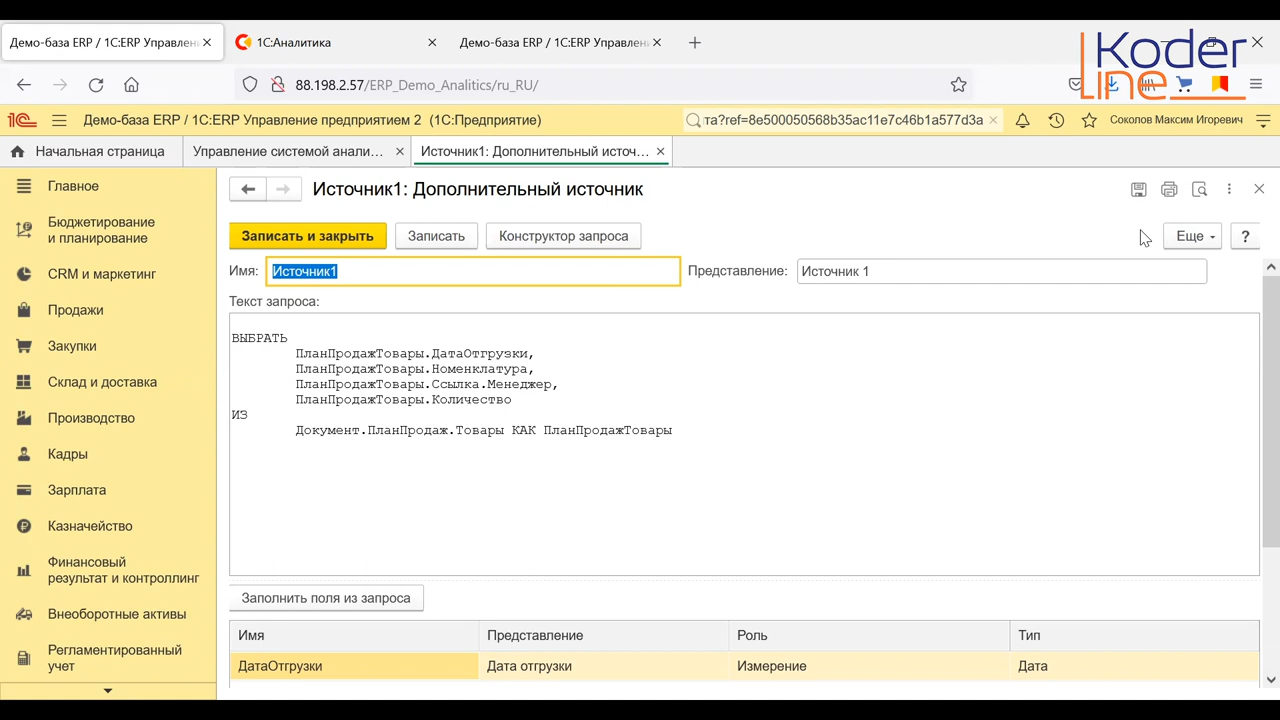 Демо-база ERP / 1С:ERP Управлен
1С:Аналитика
Демо-база ERP / 1С:ERP Управлен
Koder
line
88.198.2.57/ERP_Demo_Analitics/ru_RU/
Демо-база ERP / 1С:ERP Управление предприятием 2 (1С:Предприятие)
та?ref=8e500050568b35ac11e7c46b1a577d3a
Соколов Максим Игоревич
Начальная страница
Управление системой анали...
Источник1: Дополнительный источ...
Главное
Бюджетирование
и планирование
CRM и маркетинг
Продажи
Закупки
Склад и доставка
Производство
Кадры
Зарплата
Казначейство
Финансовый
результат и контроллинг
Внеоборотные активы
Регламентированный
учет
Источник1: Дополнительный источник
Записать и закрыть
Записать
Конструктор запроса
Еще
?
Имя:
Источник1
Представление:
Источник 1
Текст запроса:
ВЫБРАТЬ
ПланПродажТовары.ДатаОтгрузки,
ПланПродажТовары.Номенклатура,
ПланПродажТовары.Ссылка.Менеджер,
ПланПродажТовары.Количество
ИЗ
Документ.ПланПродаж.Товары КАК ПланПродажТовары
Заполнить поля из запроса
Имя
Представление
Роль
Тип
ДатаОтгрузки
Дата отгрузки
Измерение
Дата